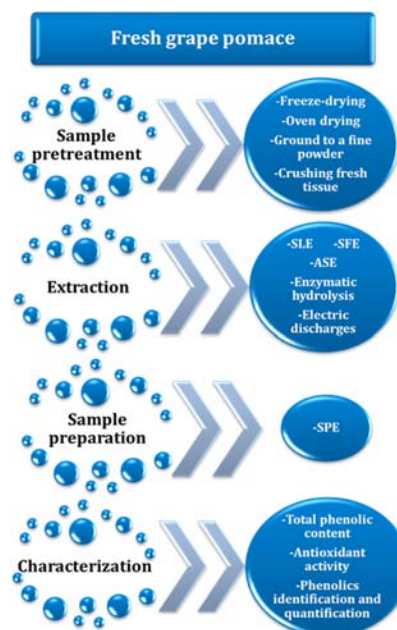 Fresh grape pomace
Sample
pretreatment
-Freeze-drying
-Oven drying
-Ground to a fine
powder
-Crushing fresh
tissue
Extraction
-SLE -SFE
-ASE
-Enzymatic
hydrolysis
-Electric
discharges
Sample
preparation
-SPE
Characterization
-Total phenolic
content
-Antioxidant
activity
-Phenolics
identification and
quantification